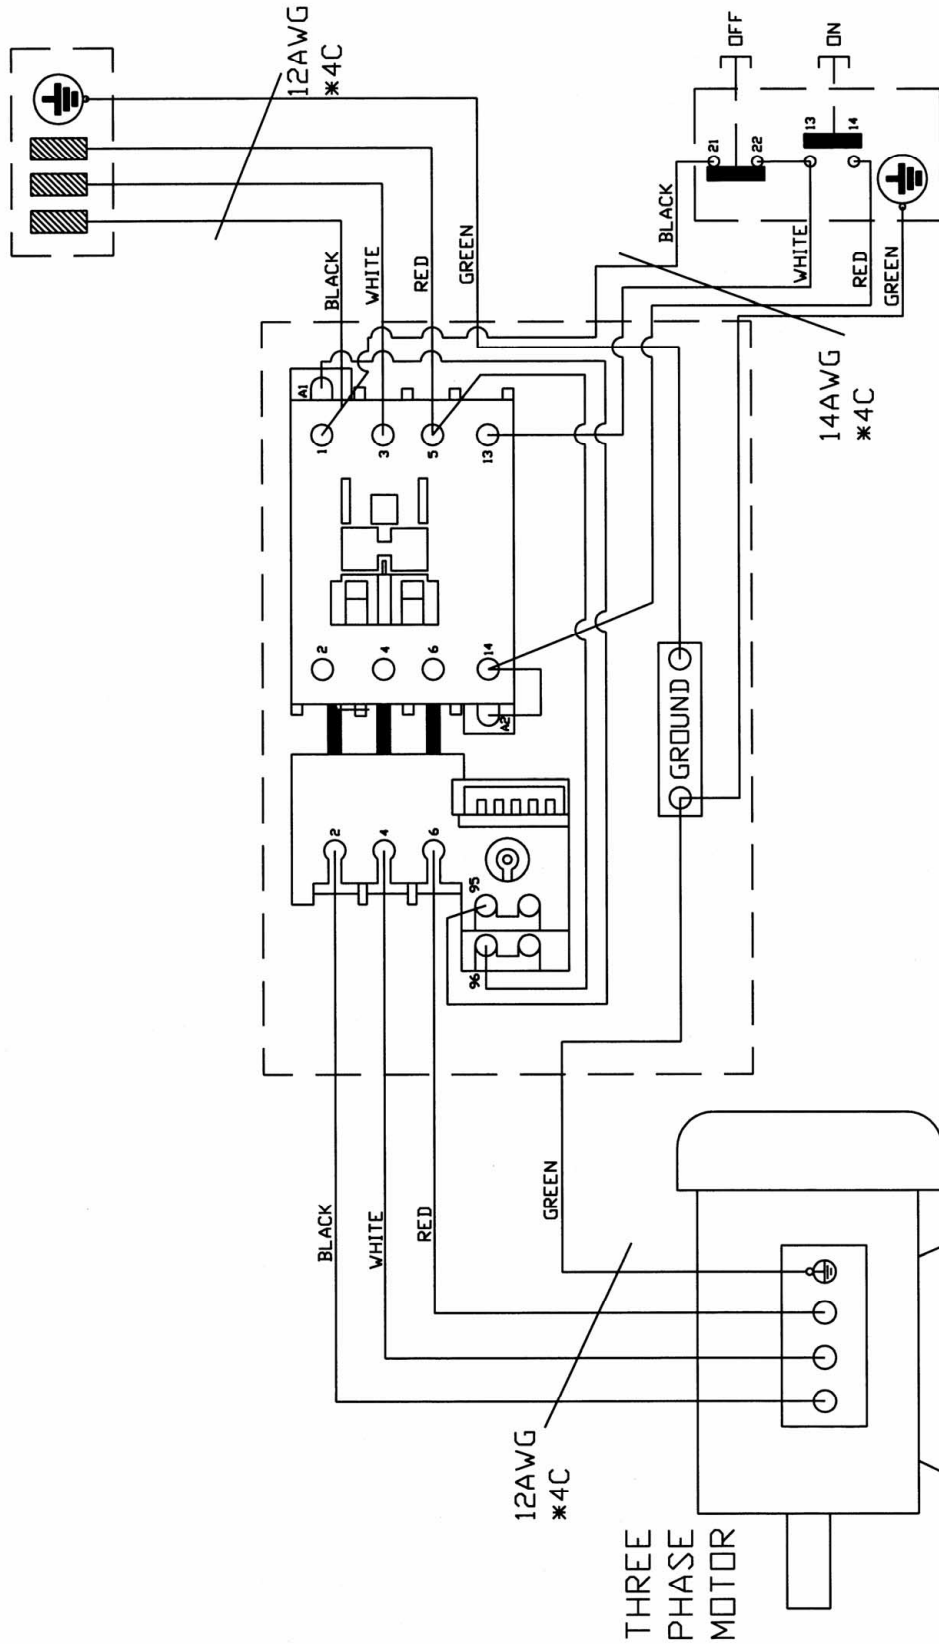 12AWG
*4C
OFF
ON
BLACK
WHITE
RED
GREEN
21
22
13
14
BLACK
WHITE
RED
GREEN
14AWG
*4C
A1
1
3
5
13
2
4
6
14
A2
GROUND
2
4
6
95
96
BLACK
WHITE
RED
GREEN
12AWG
*4C
THREE
PHASE
MOTOR